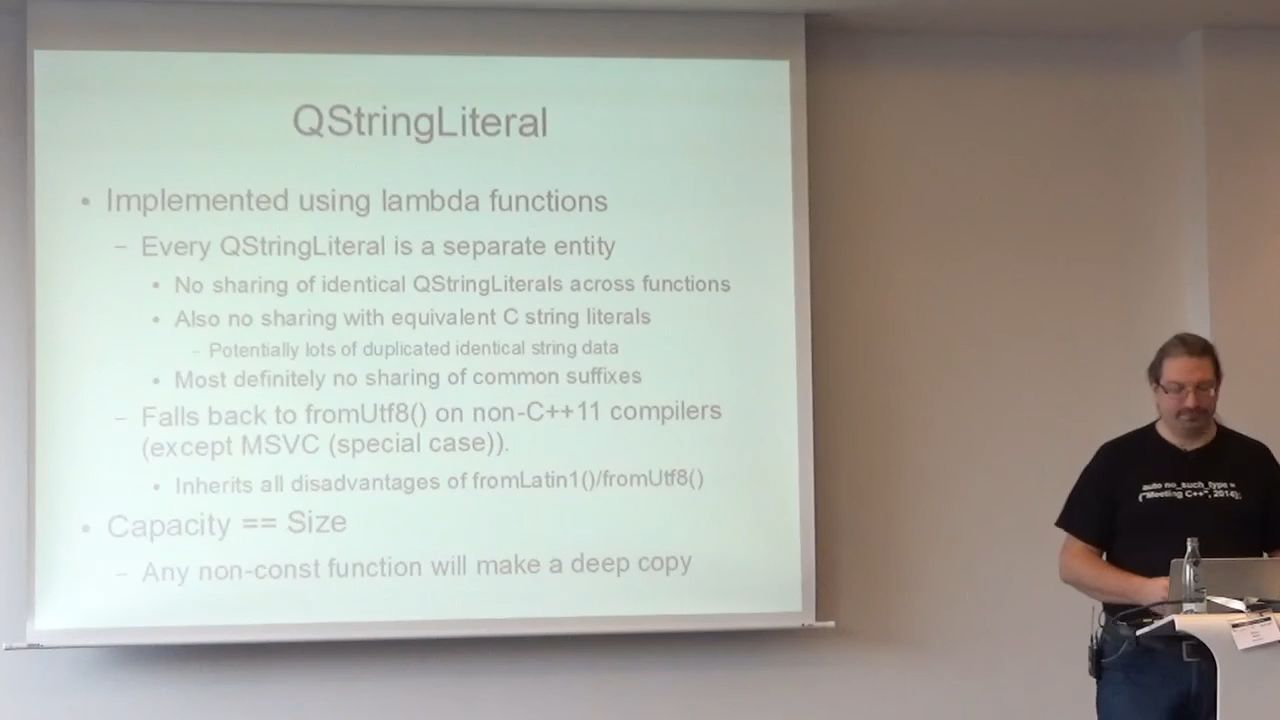 QStringLiteral
• Implemented using lambda functions
– Every QStringLiteral is a separate entity
• No sharing of identical QStringLiterals across functions
• Also no sharing with equivalent C string literals
– Potentially lots of duplicated identical string data
• Most definitely no sharing of common suffixes
– Falls back to fromUtf8() on non-C++11 compilers
(except MSVC (special case)).
• Inherits all disadvantages of fromLatin1()/fromUtf8()
• Capacity == Size
– Any non-const function will make a deep copy
auto no_such_type =
{"Meeting C++", 2014};